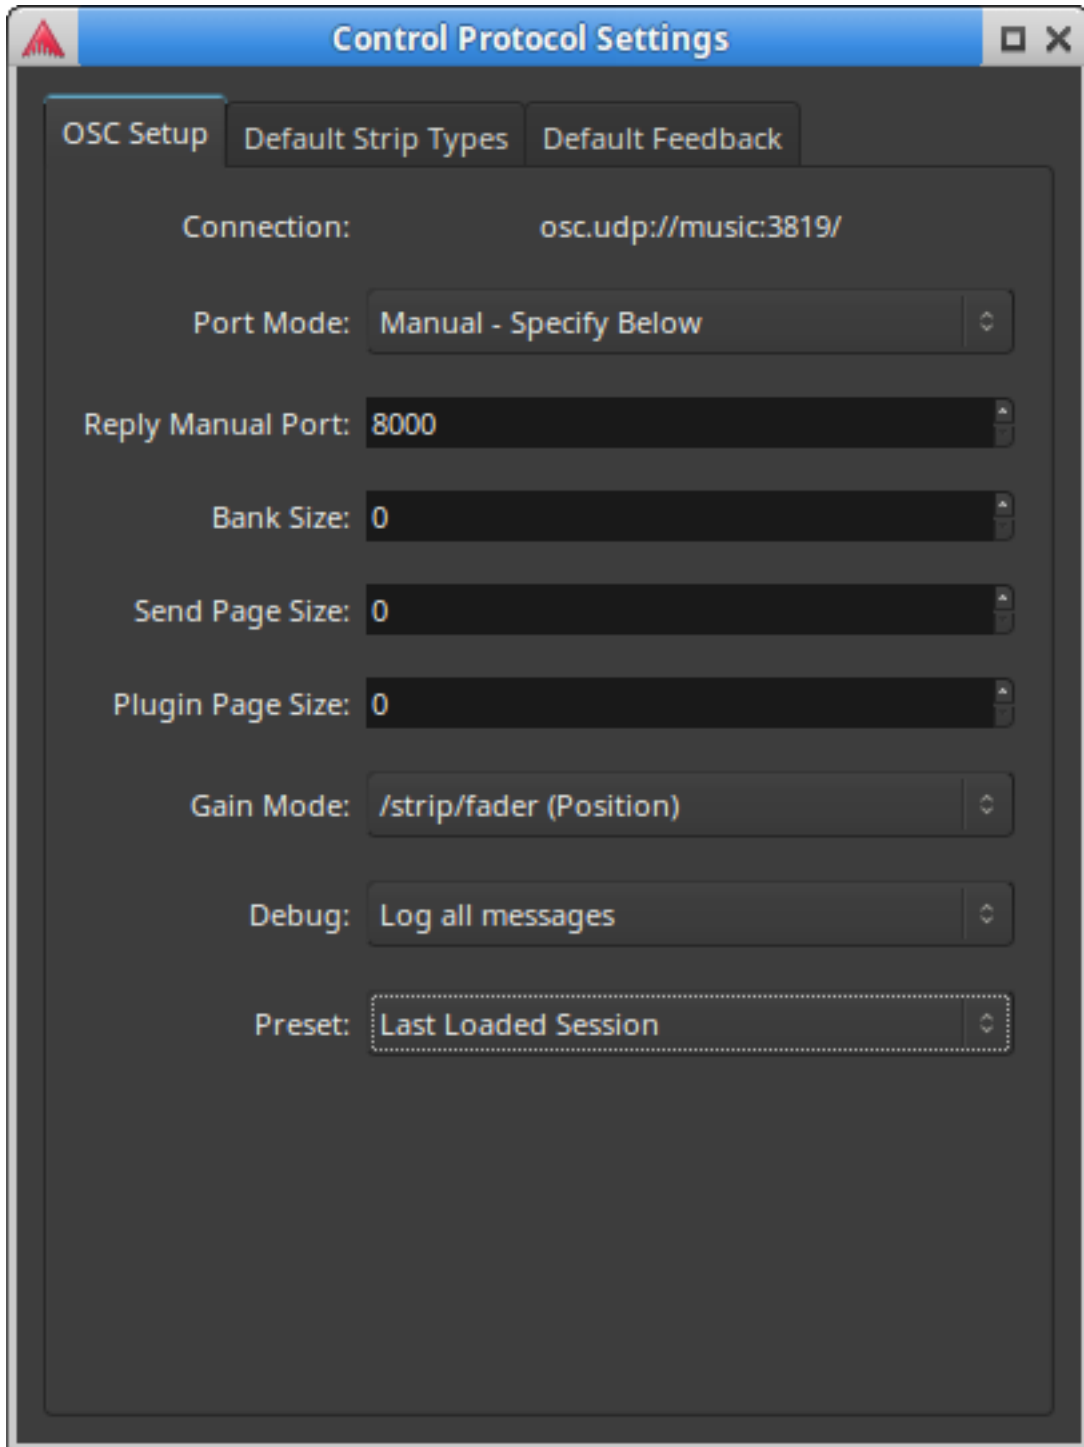 Control Protocol Settings
OSC Setup Default Strip Types Default Feedback
Connection: osc.udp://music:3819/
Port Mode: Manual - Specify Below
Reply Manual Port: 8000
Bank Size: 0
Send Page Size: 0
Plugin Page Size: 0
Gain Mode: /strip/fader (Position)
Debug: Log all messages
Preset: Last Loaded Session